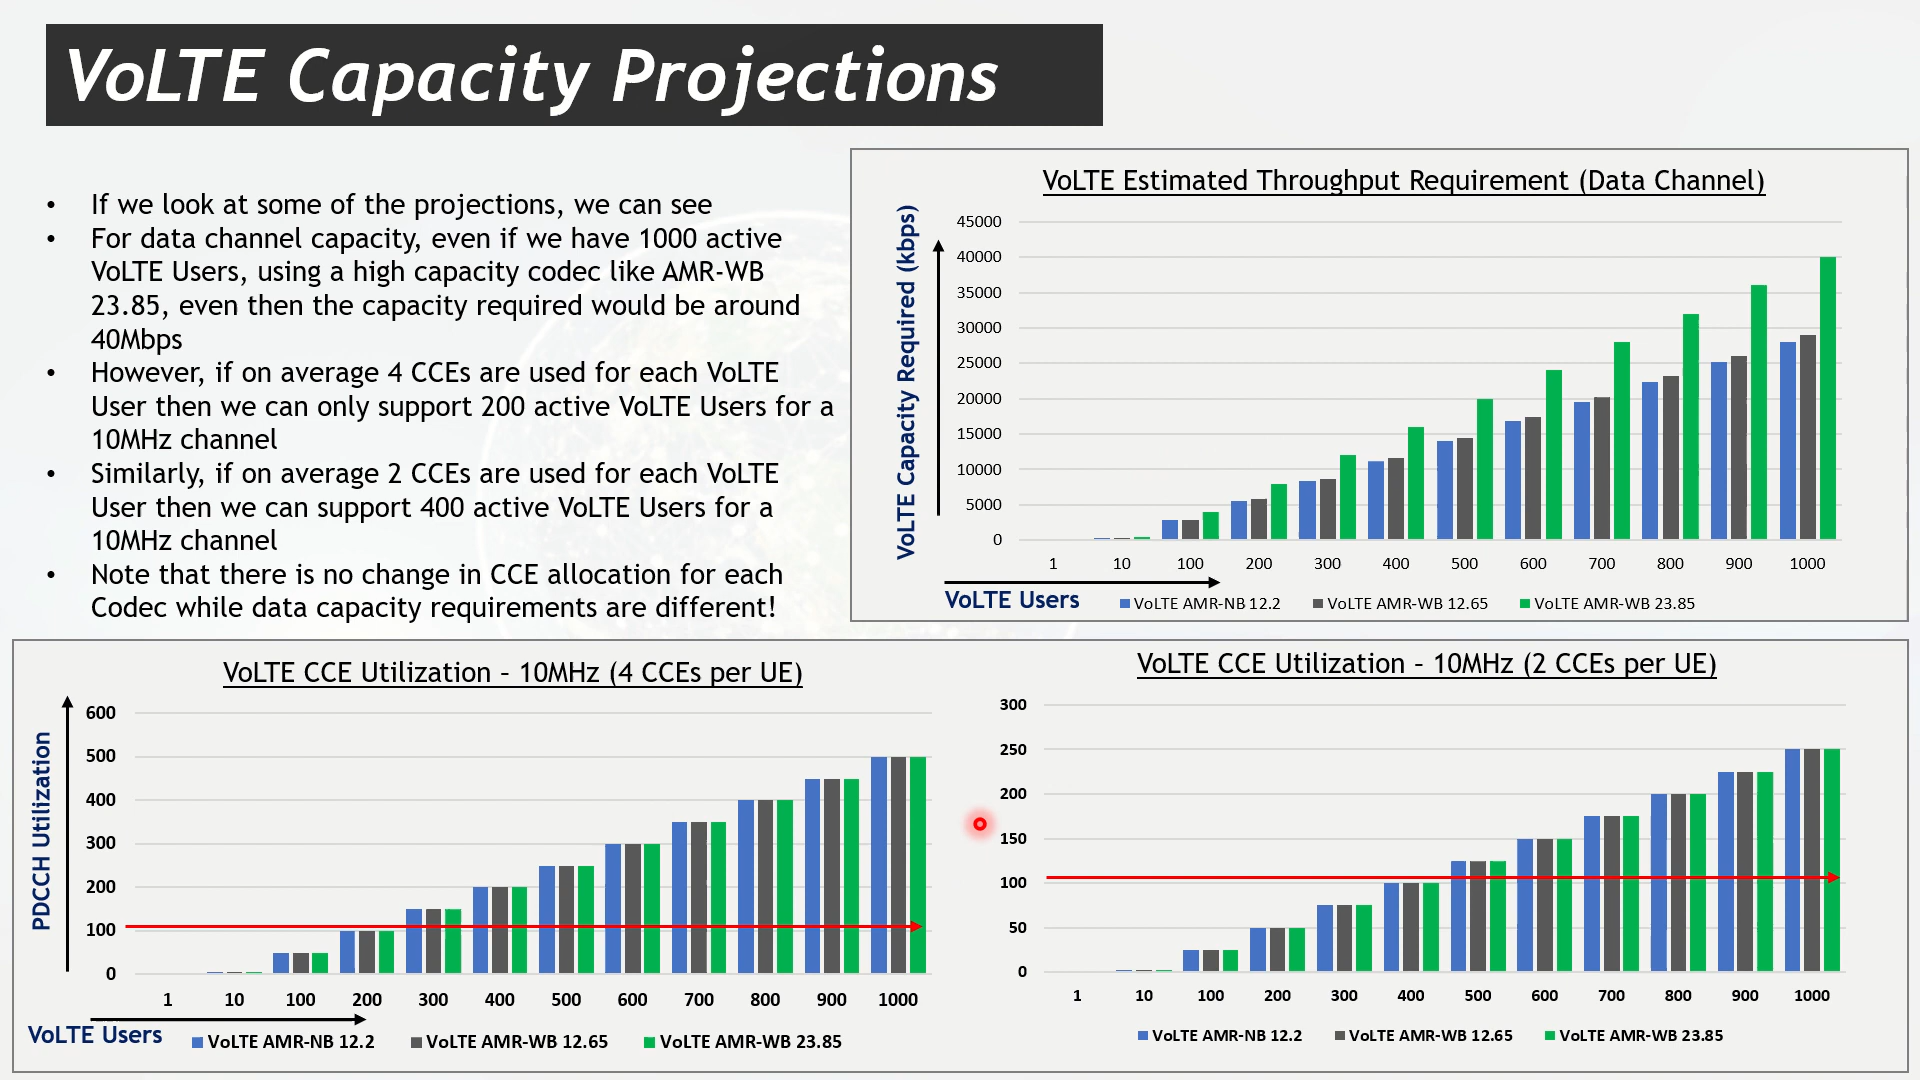 VoLTE Capacity Projections
• If we look at some of the projections, we can see
• For data channel capacity, even if we have 1000 active
VoLTE Users, using a high capacity codec like AMR-WB
23.85, even then the capacity required would be around
40Mbps
• However, if on average 4 CCEs are used for each VoLTE
User then we can only support 200 active VoLTE Users for a
10MHz channel
• Similarly, if on average 2 CCEs are used for each VoLTE
User then we can support 400 active VoLTE Users for a
10MHz channel
• Note that there is no change in CCE allocation for each
Codec while data capacity requirements are different!
VoLTE Estimated Throughput Requirement (Data Channel)
VoLTE Capacity Required (kbps)
45000
40000
35000
30000
25000
20000
15000
10000
5000
0
1 10 100 200 300 400 500 600 700 800 900 1000
VoLTE Users
VoLTE AMR-NB 12.2 VoLTE AMR-WB 12.65 VoLTE AMR-WB 23.85
VoLTE CCE Utilization – 10MHz (4 CCEs per UE)
PDCCH Utilization
600
500
400
300
200
100
0
1 10 100 200 300 400 500 600 700 800 900 1000
VoLTE Users
VoLTE AMR-NB 12.2 VoLTE AMR-WB 12.65 VoLTE AMR-WB 23.85
VoLTE CCE Utilization – 10MHz (2 CCEs per UE)
300
250
200
150
100
50
0
1 10 100 200 300 400 500 600 700 800 900 1000
VoLTE AMR-NB 12.2 VoLTE AMR-WB 12.65 VoLTE AMR-WB 23.85